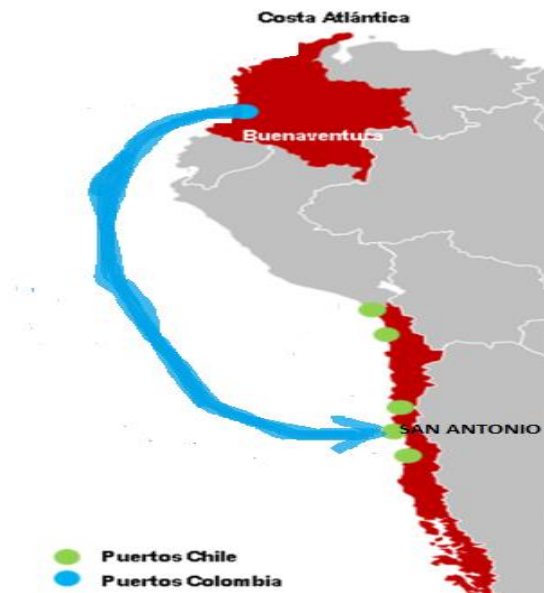 Costa Atlántica
Buenaventura
SAN ANTONIO
Puertos Chile
Puertos Colombia